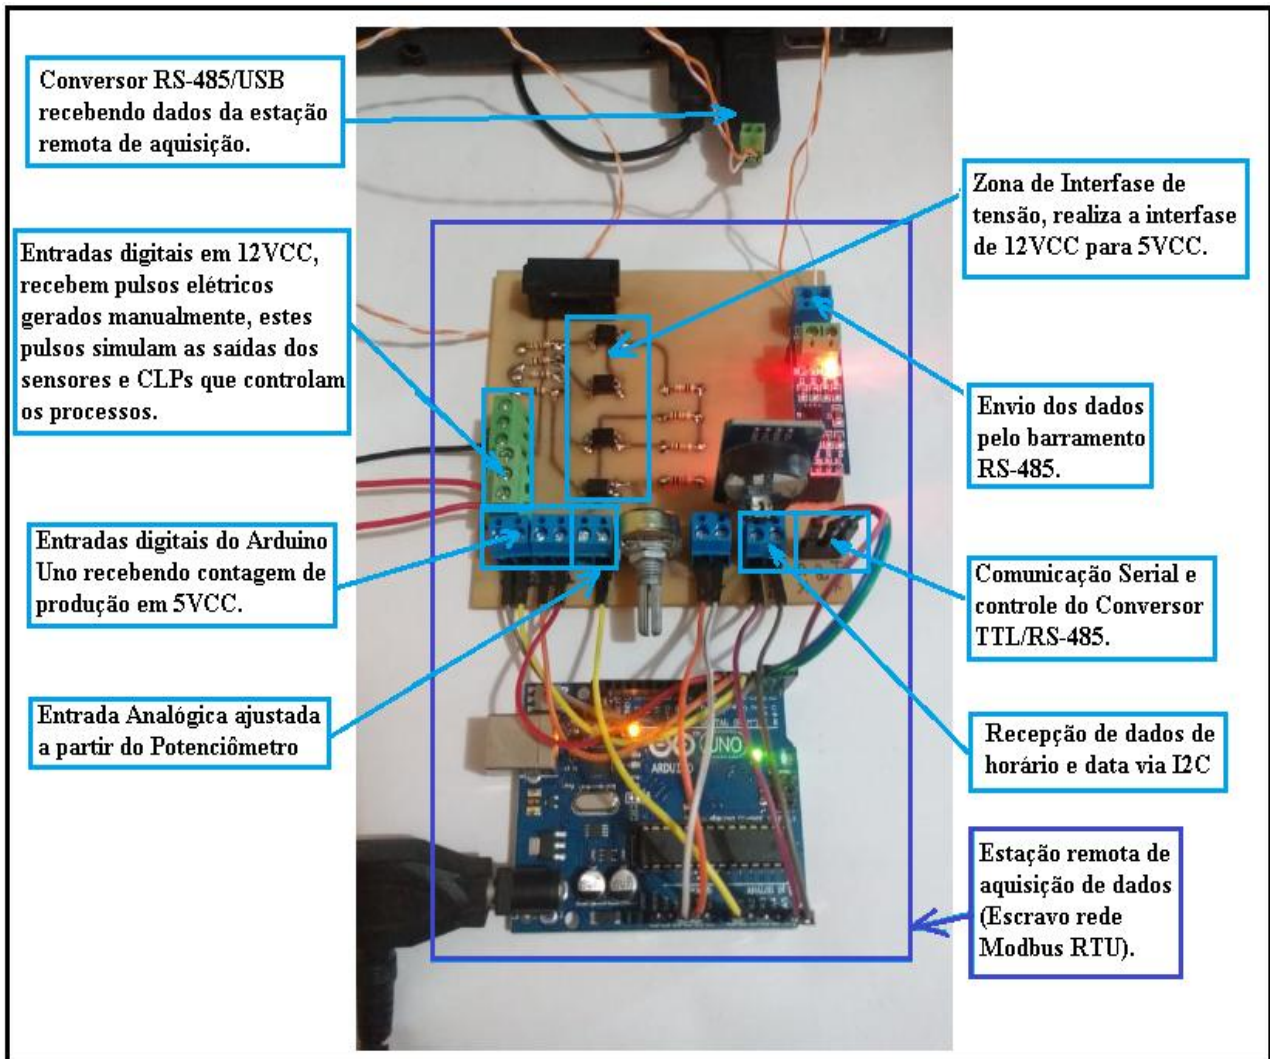 Conversor RS-485/USB
recebendo dados da estação
remota de aquisição.
Zona de Interfase de
tensão, realiza a interfase
de 12VCC para 5VCC.
Entradas digitais em 12VCC,
recebem pulsos elétricos
gerados manualmente, estes
pulsos simulam as saídas dos
sensores e CLPs que controlam
os processos.
Envio dos dados
pelo barramento
RS-485.
Entradas digitais do Arduino
Uno recebendo contagem de
produção em 5VCC.
Comunicação Serial e
controle do Conversor
TTL/RS-485.
Entrada Analógica ajustada
a partir do Potenciômetro
Recepção de dados de
horário e data via I2C
Estação remota de
aquisição de dados
(Escravo rede
Modbus RTU).
UNO
ARDUINO